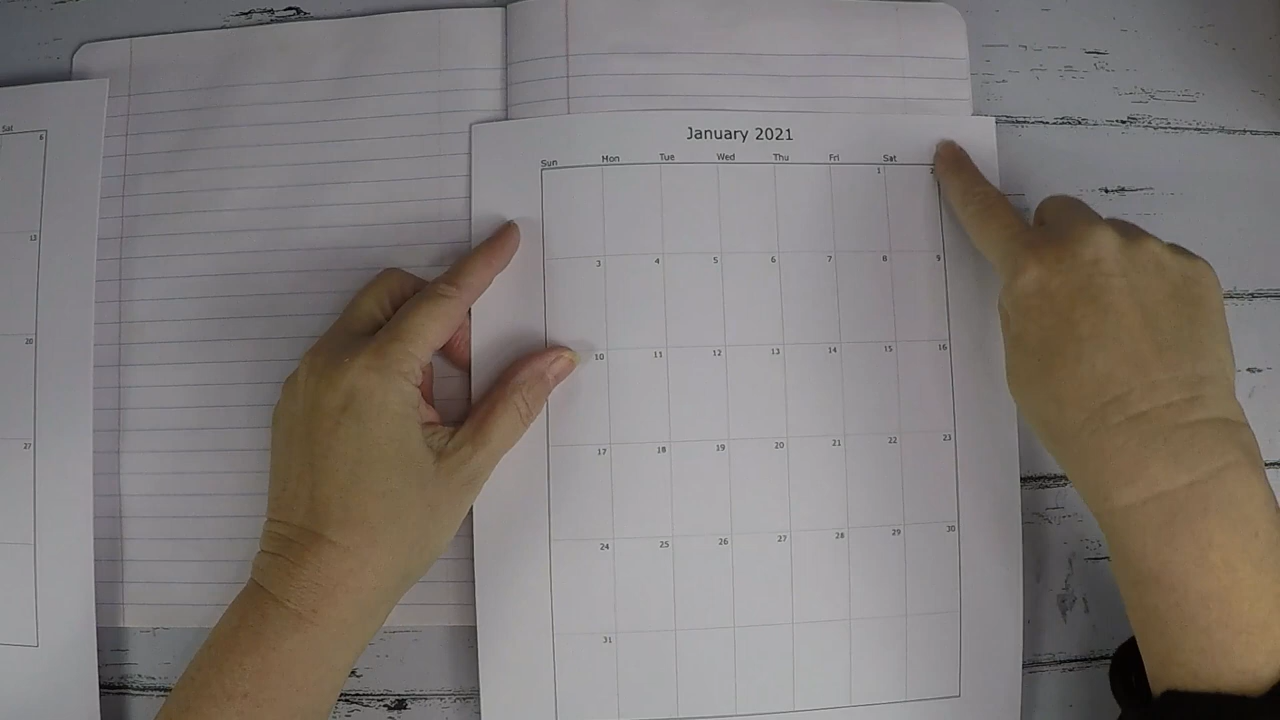 January 2021
Sun Mon Tue Wed Thu Fri Sat
1 2
3 4 5 6 7 8 9
10 11 12 13 14 15 16
17 18 19 20 21 22 23
24 25 26 27 28 29 30
31
Sat
6
13
20
27